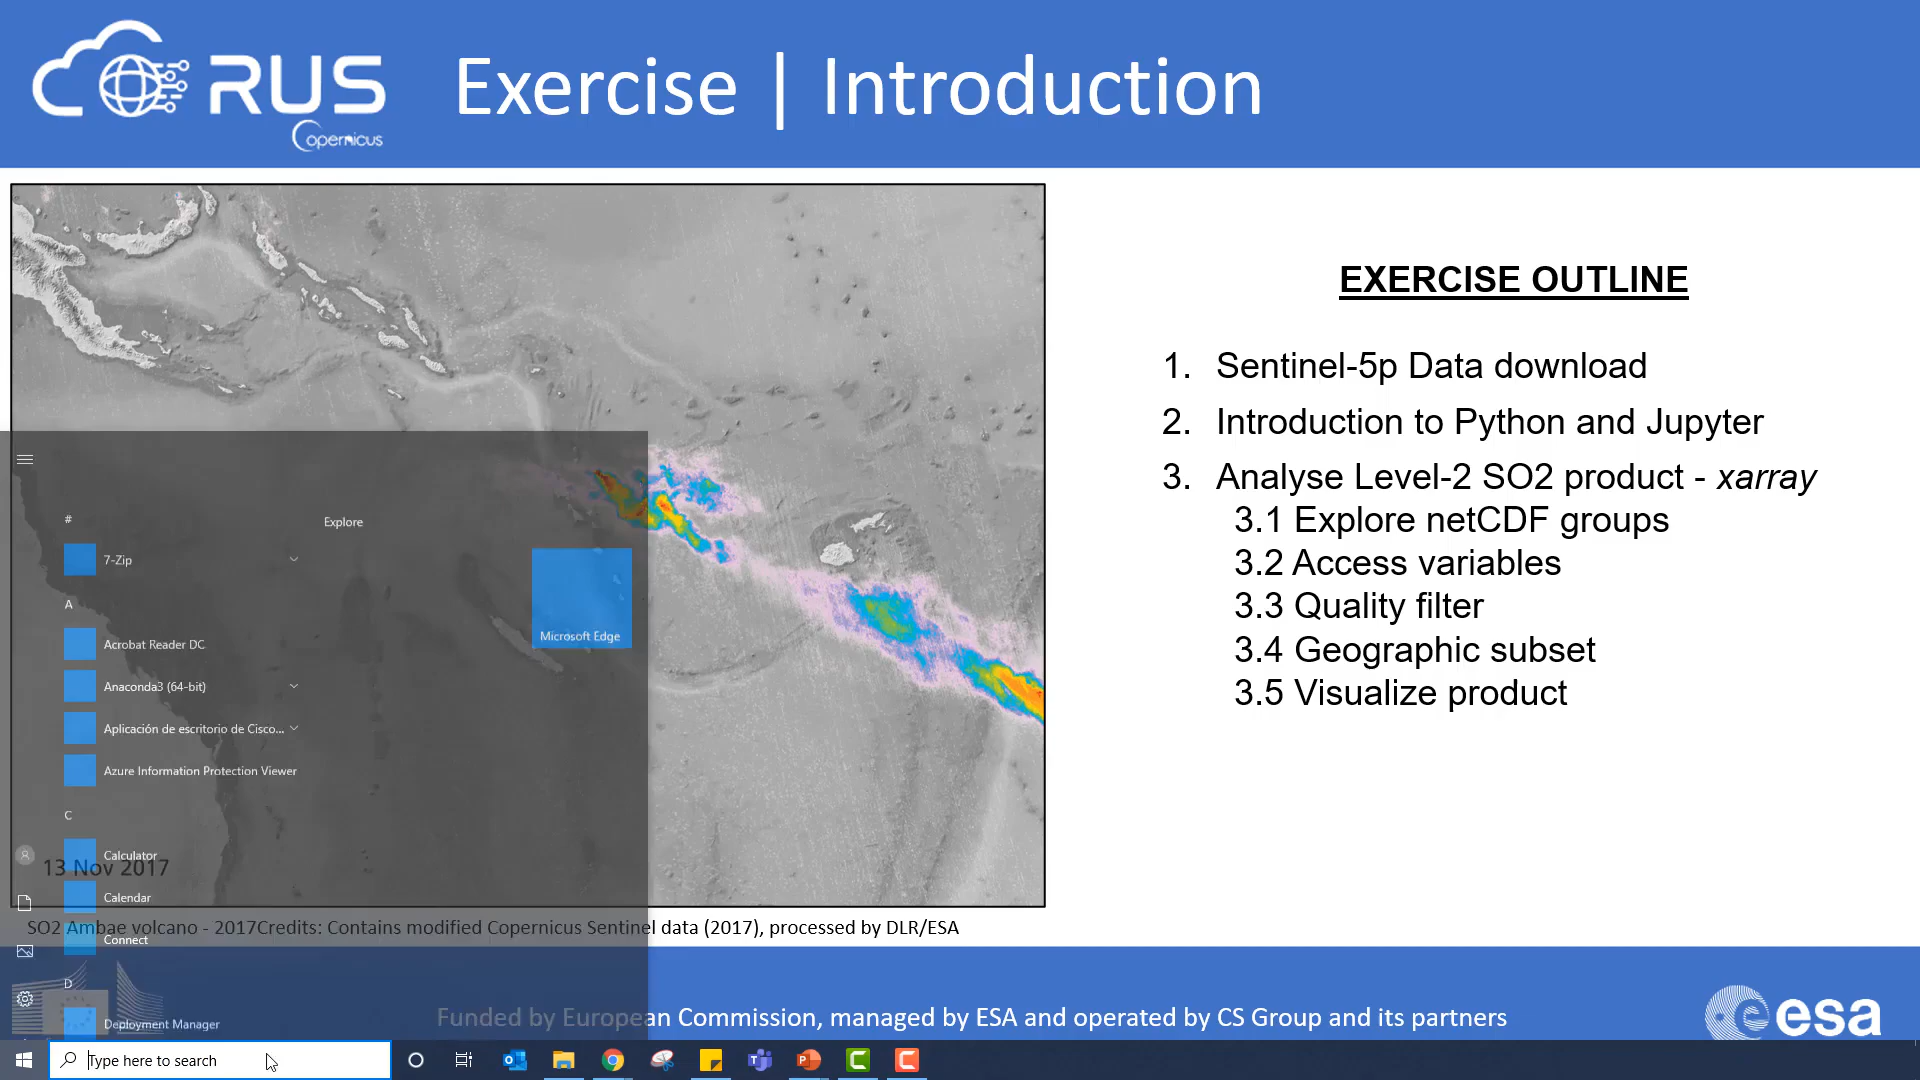 RUS
Copernicus
Exercise | Introduction
EXERCISE OUTLINE
1. Sentinel-5p Data download
2. Introduction to Python and Jupyter
3. Analyse Level-2 SO2 product - xarray
3.1 Explore netCDF groups
3.2 Access variables
3.3 Quality filter
3.4 Geographic subset
3.5 Visualize product
#
Explore
7-Zip
A
Microsoft Edge
Acrobat Reader DC
Anaconda3 (64-bit)
Aplicación de escritorio de Cisco...
Azure Information Protection Viewer
C
Calculator
13 Nov 2017
Calendar
SO2 Ambae volcano - 2017Credits: Contains modified Copernicus Sentinel data (2017), processed by DLR/ESA
Connect
D
Deployment Manager
Funded by European Commission, managed by ESA and operated by CS Group and its partners
esa
Type here to search